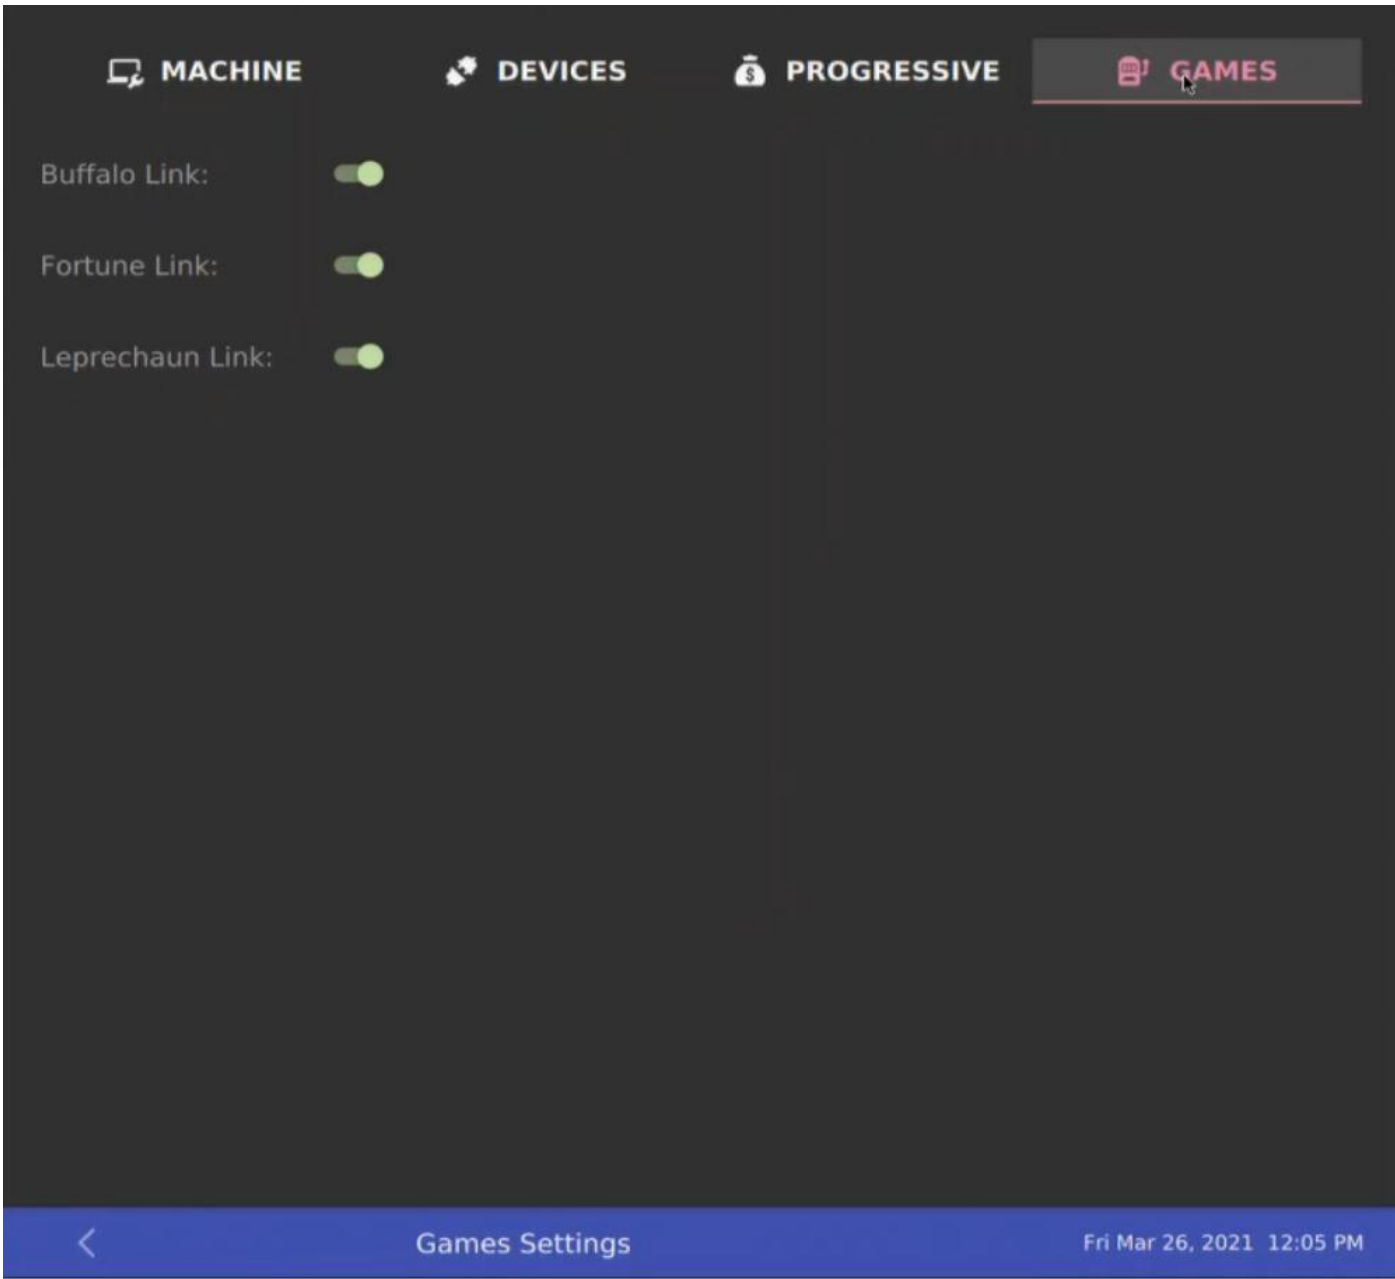 MACHINE DEVICES PROGRESSIVE GAMES
Buffalo Link:
Fortune Link:
Leprechaun Link:
Games Settings Fri Mar 26, 2021 12:05 PM